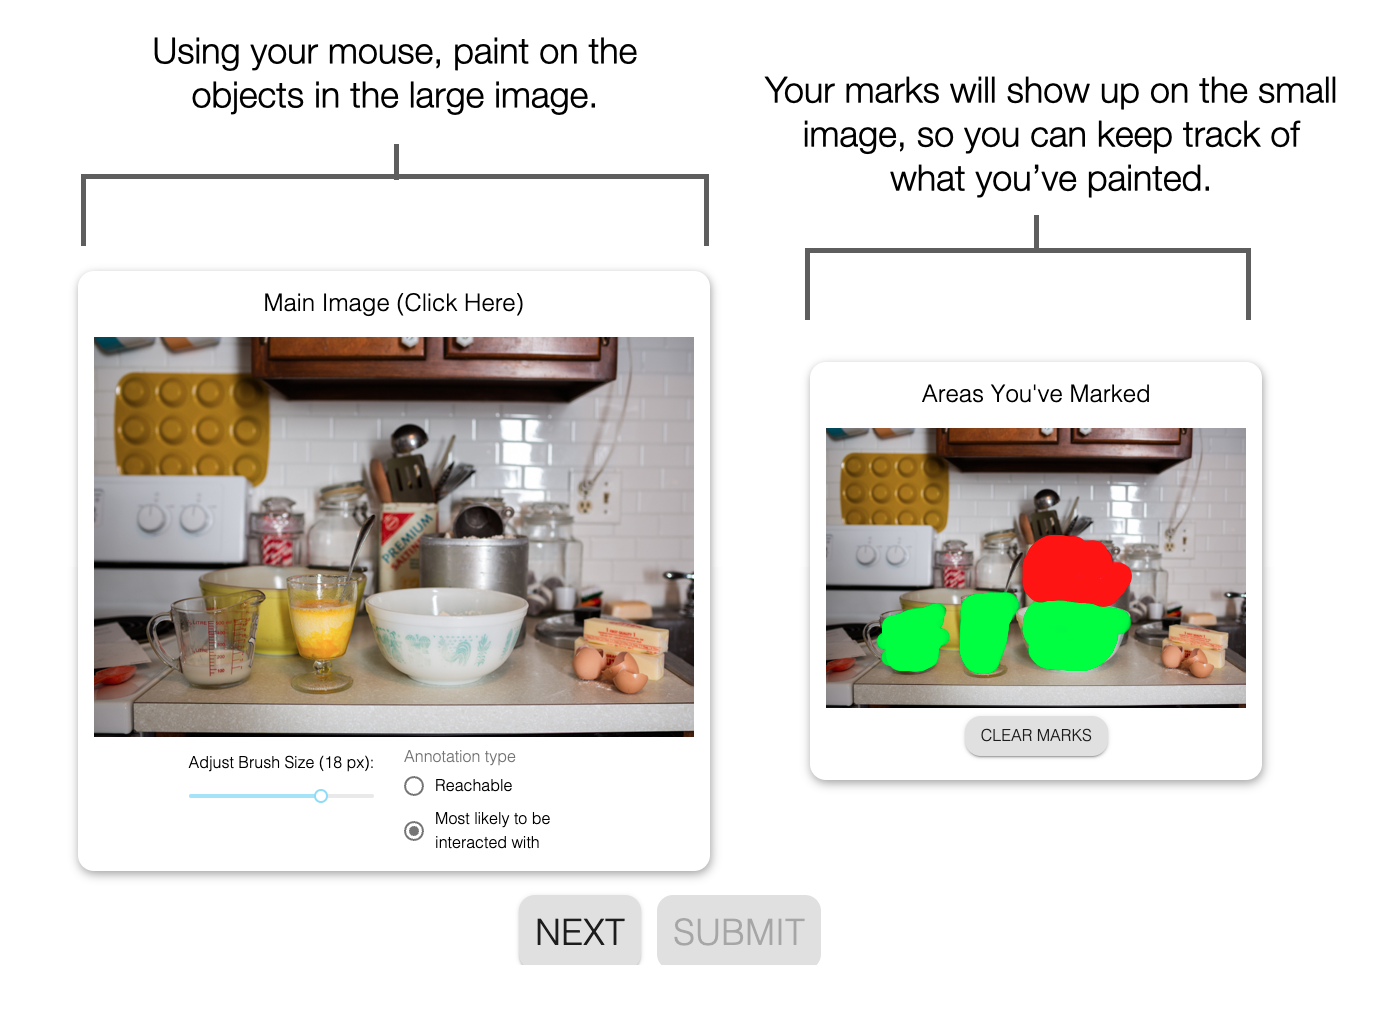 Using your mouse, paint on the
objects in the large image.
Your marks will show up on the small
image, so you can keep track of
what you’ve painted.
Main Image (Click Here)
PREMIUM
Areas You've Marked
CLEAR MARKS
Adjust Brush Size (18 px):
Annotation type
Reachable
Most likely to be
interacted with
NEXT
SUBMIT